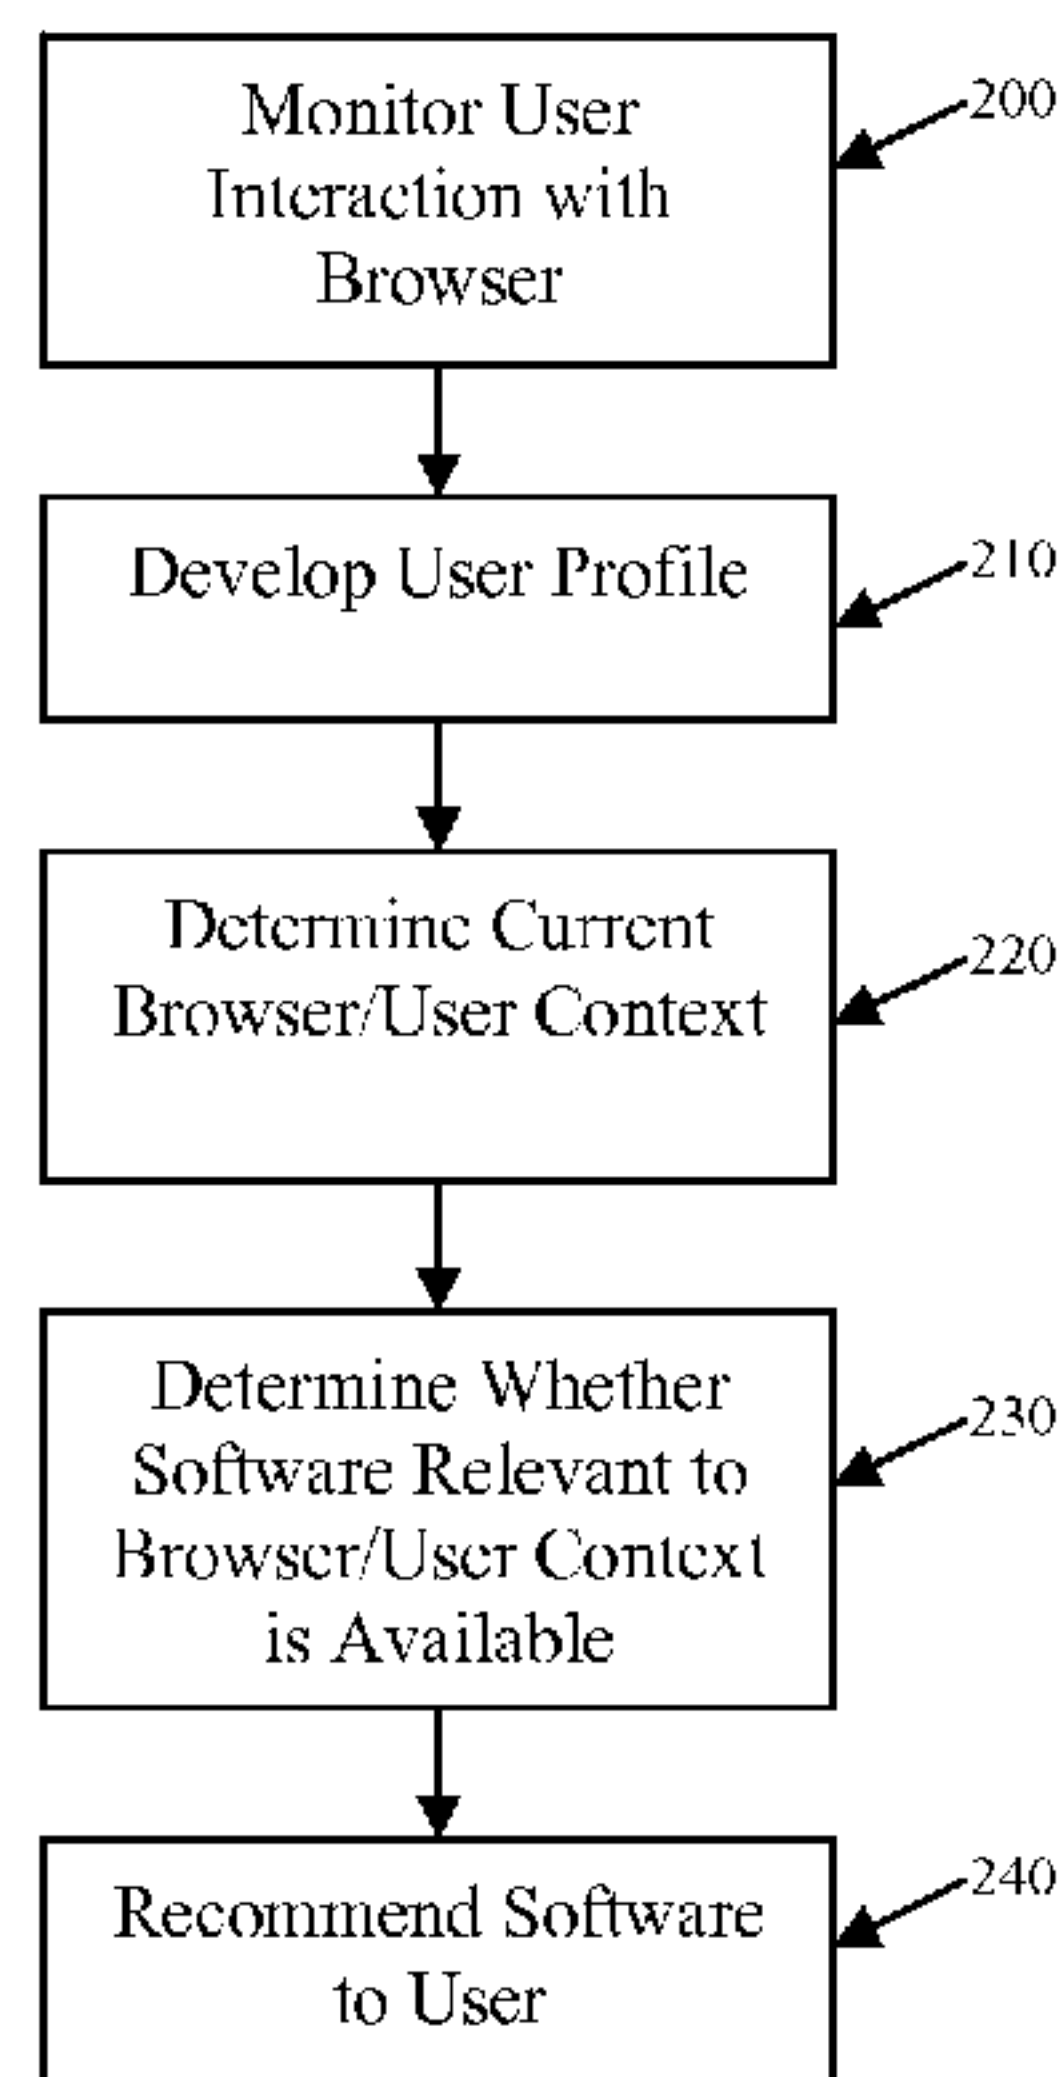 Monitor User
Interaction with
Browser
200
Develop User Profile
210
Determine Current
Browser/User Context
220
Determine Whether
Software Relevant to
Browser/User Context
is Available
230
Recommend Software
to User
240